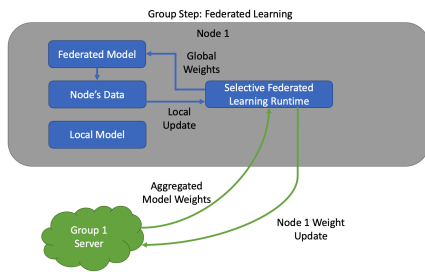 Group Step: Federated Learning
Node 1
Federated Model
Global
Weights
Node's Data
Selective Federated
Learning Runtime
Local
Update
Local Model
Aggregated
Model Weights
Group 1
Server
Node 1 Weight
Update